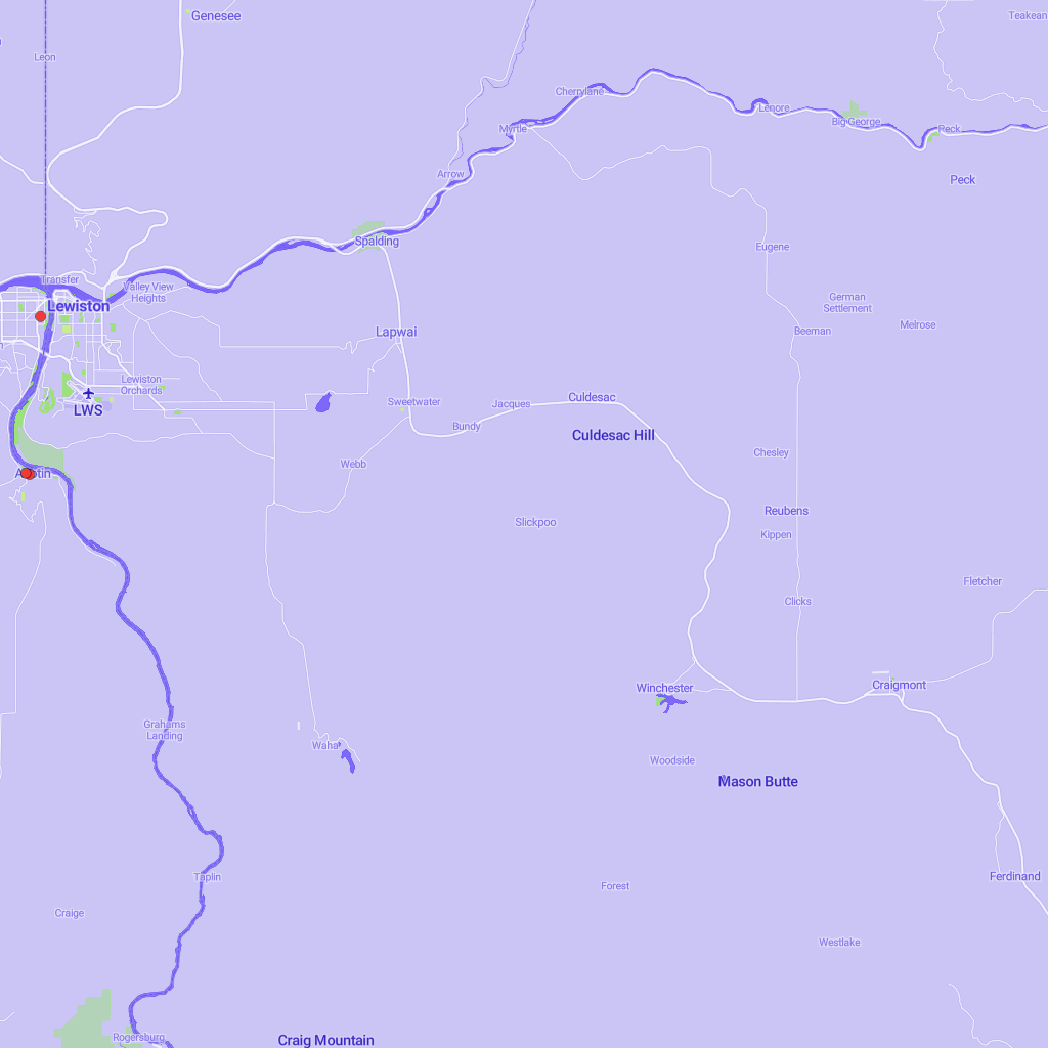 Genesee
Teakean
Leon
Cherrylane
Lenore
Big George
Peck
Myrtle
Arrow
Peck
Spalding
Eugene
Transfer
Valley View
Heights
Lewiston
German
Settlement
Melrose
Beeman
Lapwai
Lewiston
Orchards
LWS
Sweetwater
Jacques
Culdesac
Bundy
Culdesac Hill
Chesley
Webb
Reubens
Slickpoo
Kippen
Fletcher
Clicks
Winchester
Craigmont
Grahams
Landing
Waha
Woodside
Mason Butte
Taplin
Forest
Ferdinand
Craige
Westlake
Rogersburg
Craig Mountain